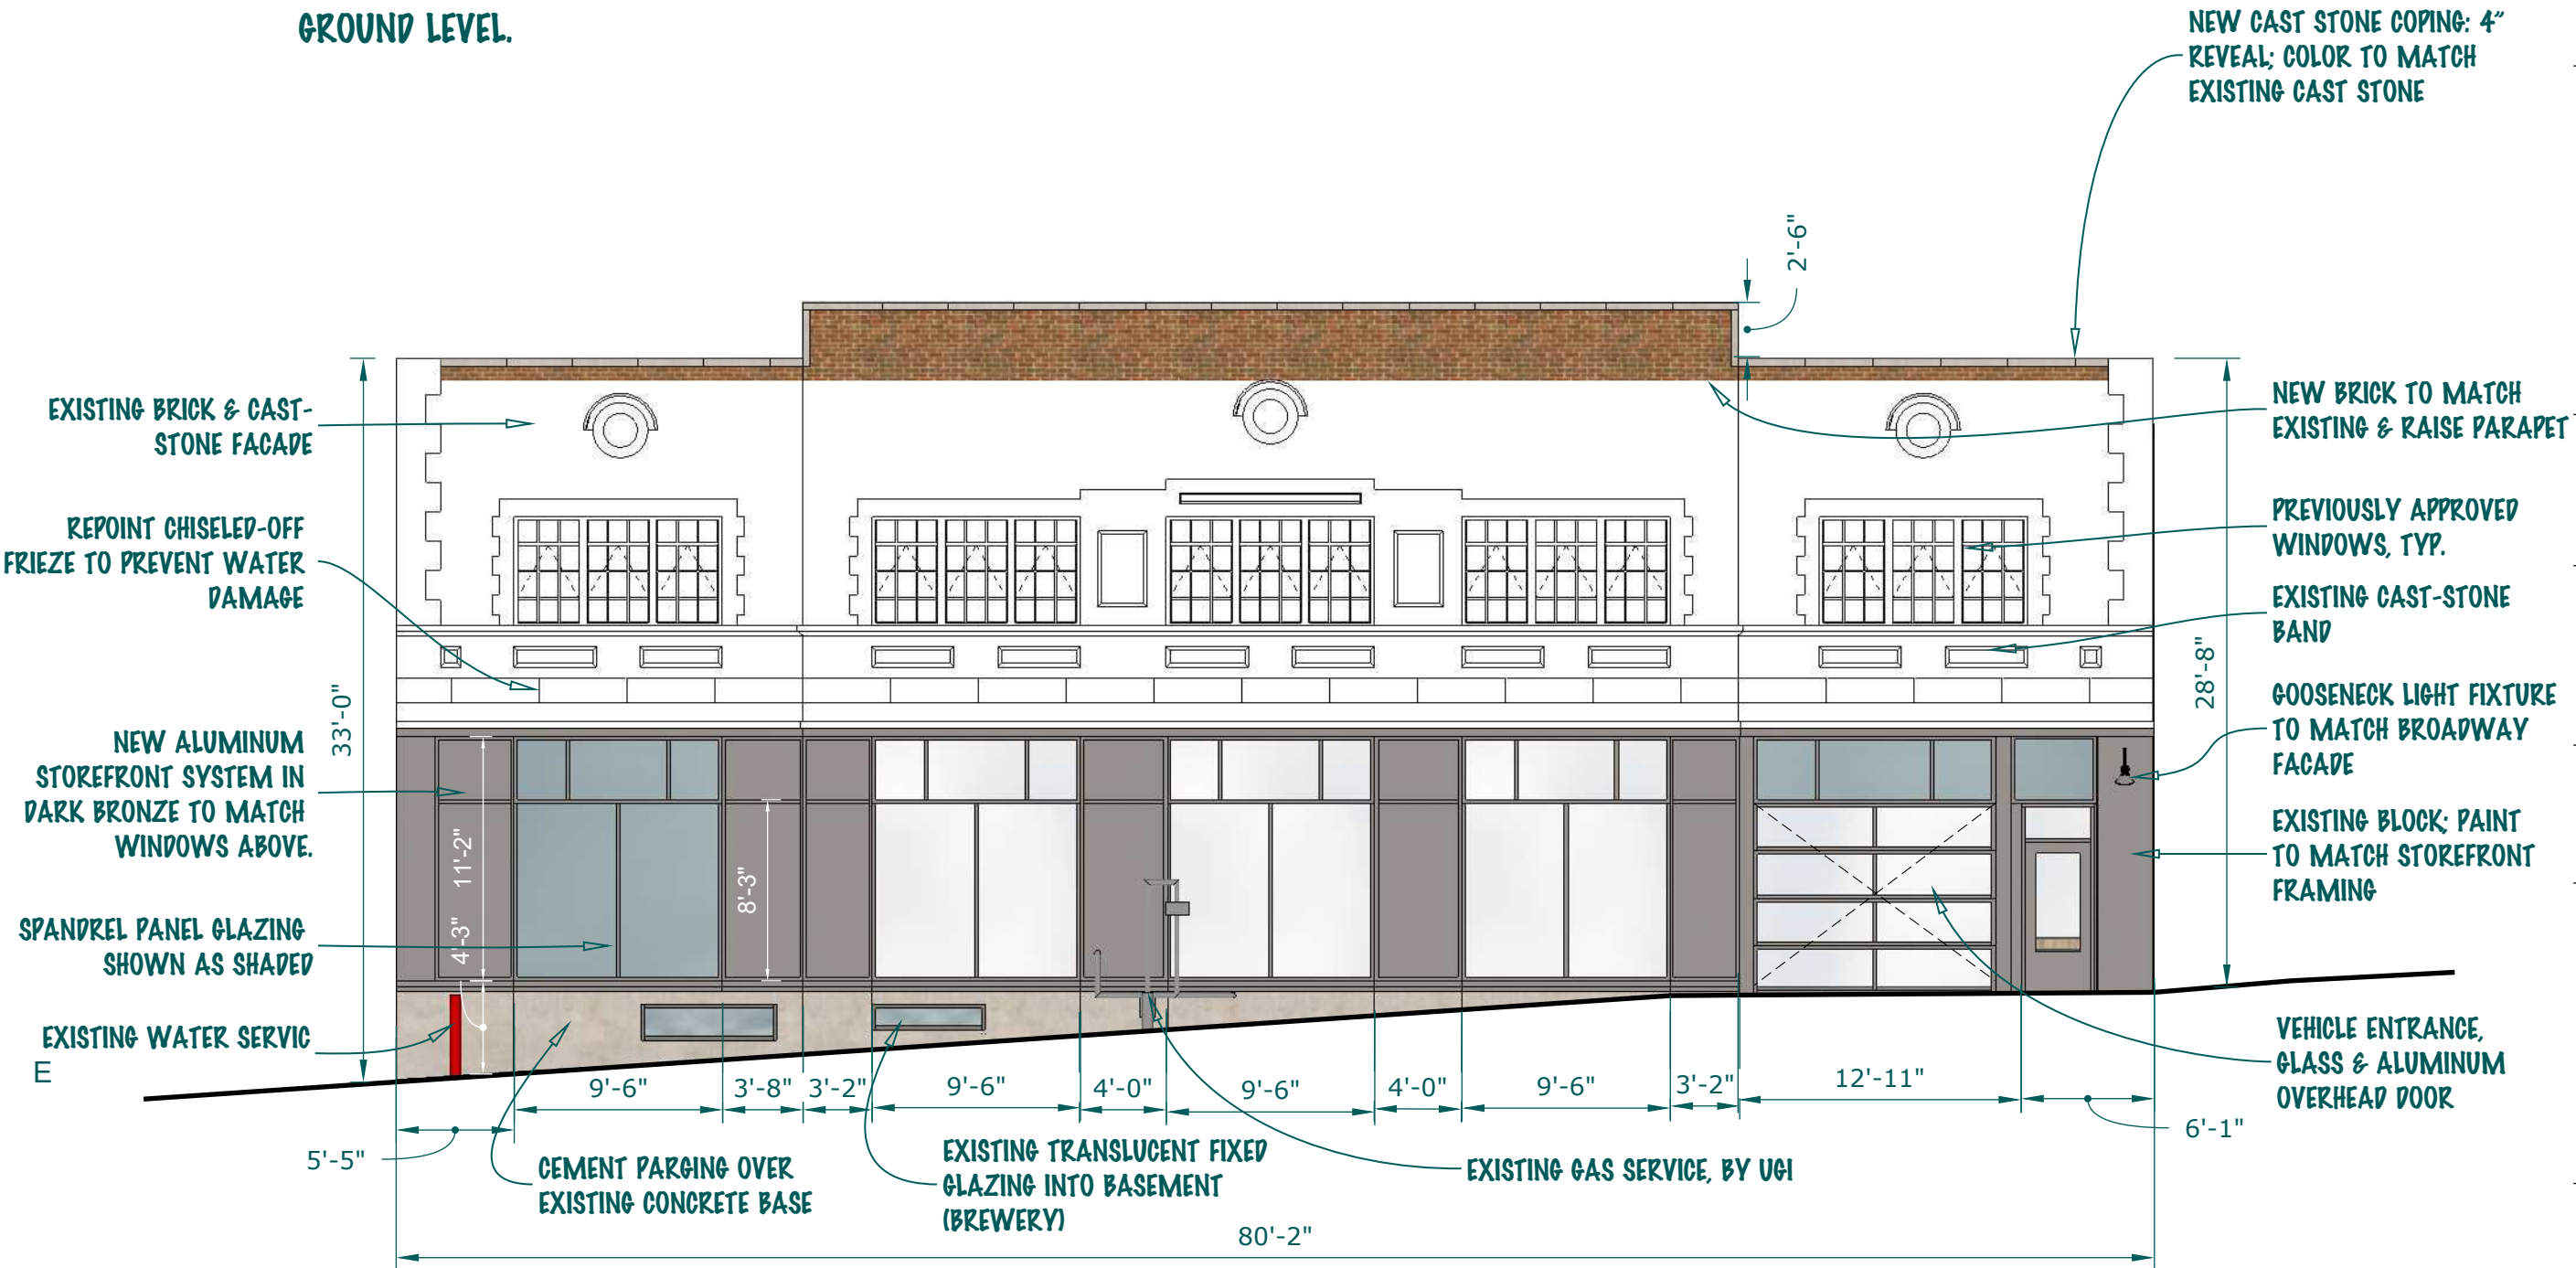 GROUND LEVEL.
NEW CAST STONE COPING: 4"
REVEAL; COLOR TO MATCH
EXISTING CAST STONE
2'-6"
EXISTING BRICK & CAST-
STONE FACADE
REPOINT CHISELED-OFF
FRIEZE TO PREVENT WATER
DAMAGE
33'-0"
NEW ALUMINUM
STOREFRONT SYSTEM IN
DARK BRONZE TO MATCH
WINDOWS ABOVE.
SPANDREL PANEL GLAZING
SHOWN AS SHADED
EXISTING WATER SERVIC
E
11'-2"
4'-3"
8'-3"
NEW BRICK TO MATCH
EXISTING & RAISE PARAPET
PREVIOUSLY APPROVED
WINDOWS, TYP.
EXISTING CAST-STONE
BAND
28'-8"
GOOSENECK LIGHT FIXTURE
TO MATCH BROADWAY
FACADE
EXISTING BLOCK; PAINT
TO MATCH STOREFRONT
FRAMING
VEHICLE ENTRANCE,
GLASS & ALUMINUM
OVERHEAD DOOR
9'-6" 3'-8" 3'-2" 9'-6" 4'-0" 9'-6" 4'-0" 9'-6" 3'-2" 12'-11"
5'-5"
6'-1"
CEMENT PARGING OVER
EXISTING CONCRETE BASE
EXISTING TRANSLUCENT FIXED
GLAZING INTO BASEMENT
(BREWERY)
EXISTING GAS SERVICE, BY UGI
80'-2"